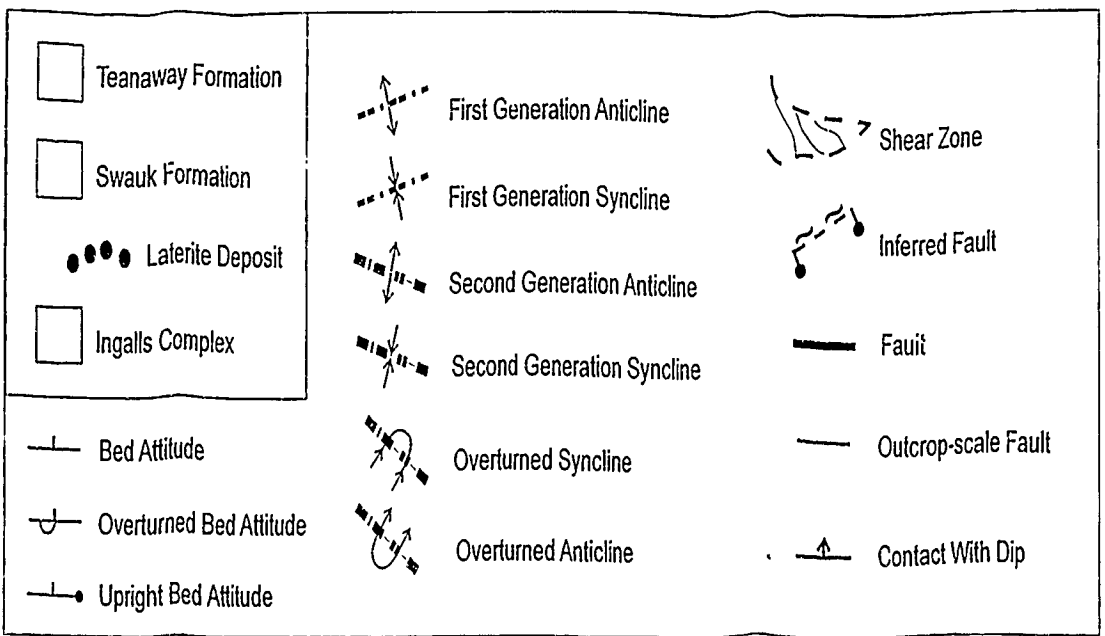 Teanaway Formation
Swauk Formation
Laterite Deposit
Ingalls Complex
Bed Attitude
Overturned Bed Attitude
Upright Bed Attitude
First Generation Anticline
First Generation Syncline
Second Generation Anticline
Second Generation Syncline
Overturned Syncline
Overturned Anticline
Shear Zone
Inferred Fault
Fauit
Outcrop-scale Fault
Contact With Dip